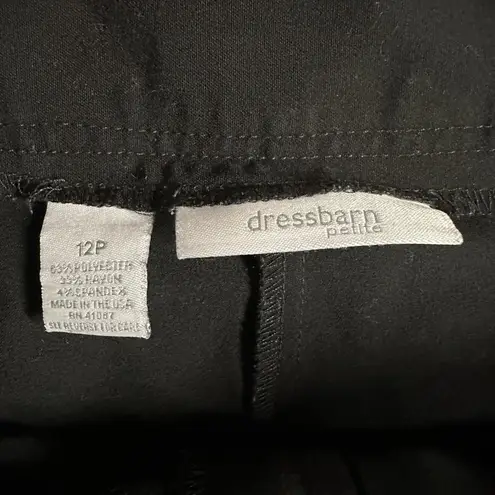 dressbarn
petite
12P
63% POLYESTER
33% RAYON
4% SPANDEX
MADE IN THE USA
RN 41087
SEE REVERSE FOR CARE